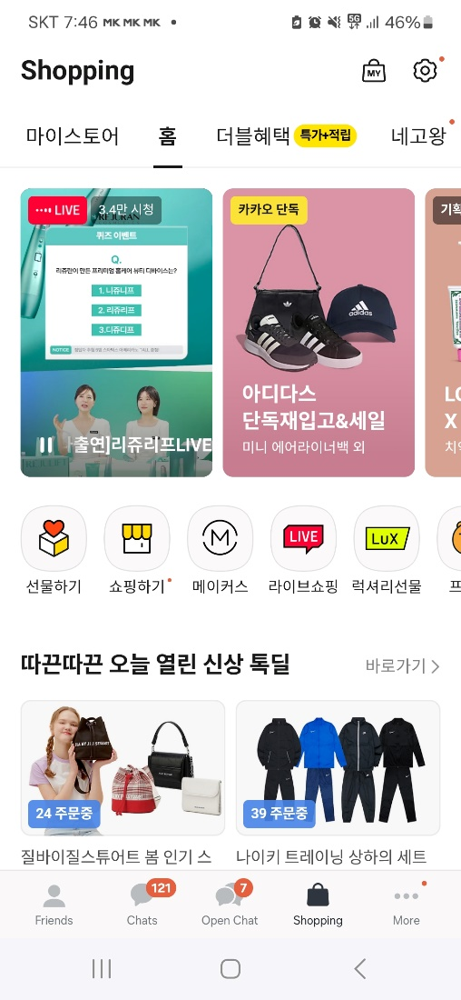 SKT 7:46 MK MK MK •
5G
46%
Shopping
MY
마이스토어
홈
더블혜택
특가+적립
네고왕
LIVE
3.4만 시청
REJURAN
퀴즈 이벤트
Q.
리쥬란이 만든 프리미엄 홈케어 뷰티 디바이스는?
1. 니쥬니프
2. 리쥬리프
3.디쥬디프
NOTICE
출연]리쥬리프LIVE
카카오 단독
adidas
아디다스
단독재입고&세일
미니 에어라이너백 외
기획
LG
X
치약
선물하기
쇼핑하기
M
메이커스
LIVE
라이브쇼핑
LuX
럭셔리선물
프
따끈따끈 오늘 열린 신상 톡딜
바로가기 >
24 주문중
39 주문중
질바이질스튜어트 봄 인기 스
나이키 트레이닝 상하의 세트
121
7
Friends
Chats
Open Chat
Shopping
More